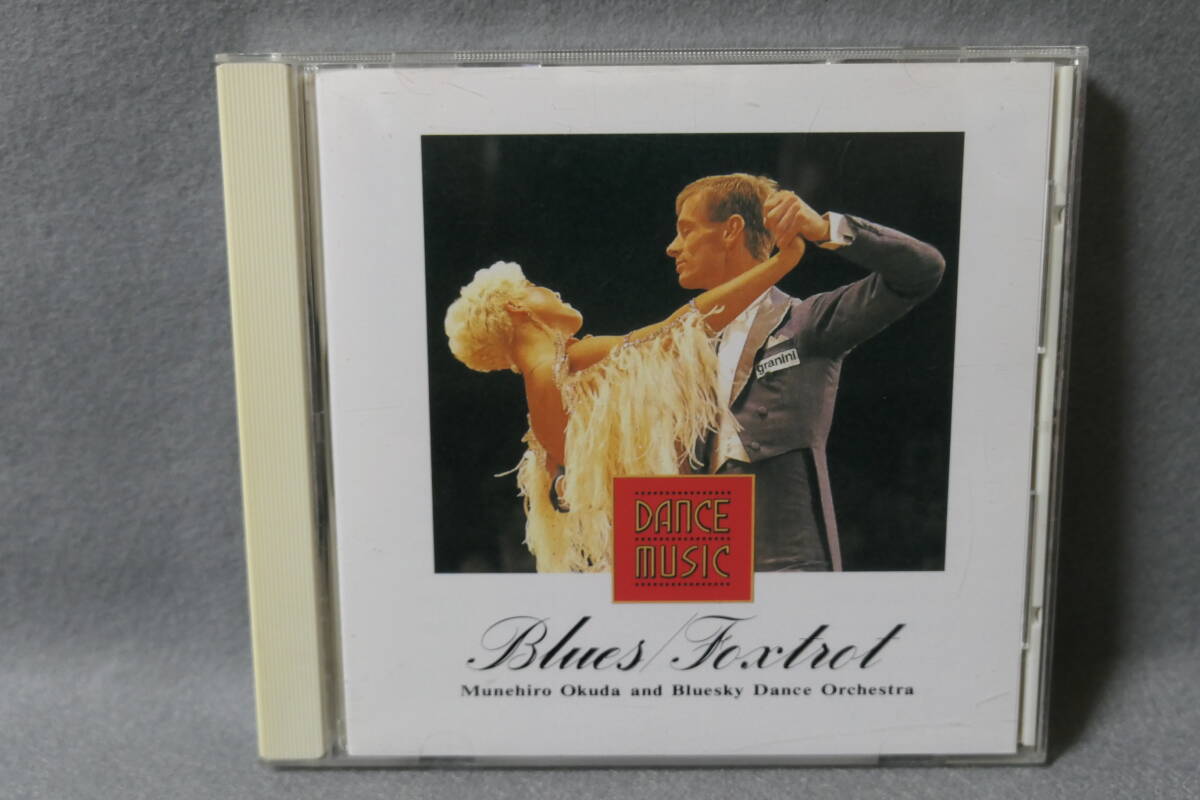 granini
DANCE
MUSIC
Blues/Foxtrot
Munehiro Okuda and Bluesky Dance Orchestra